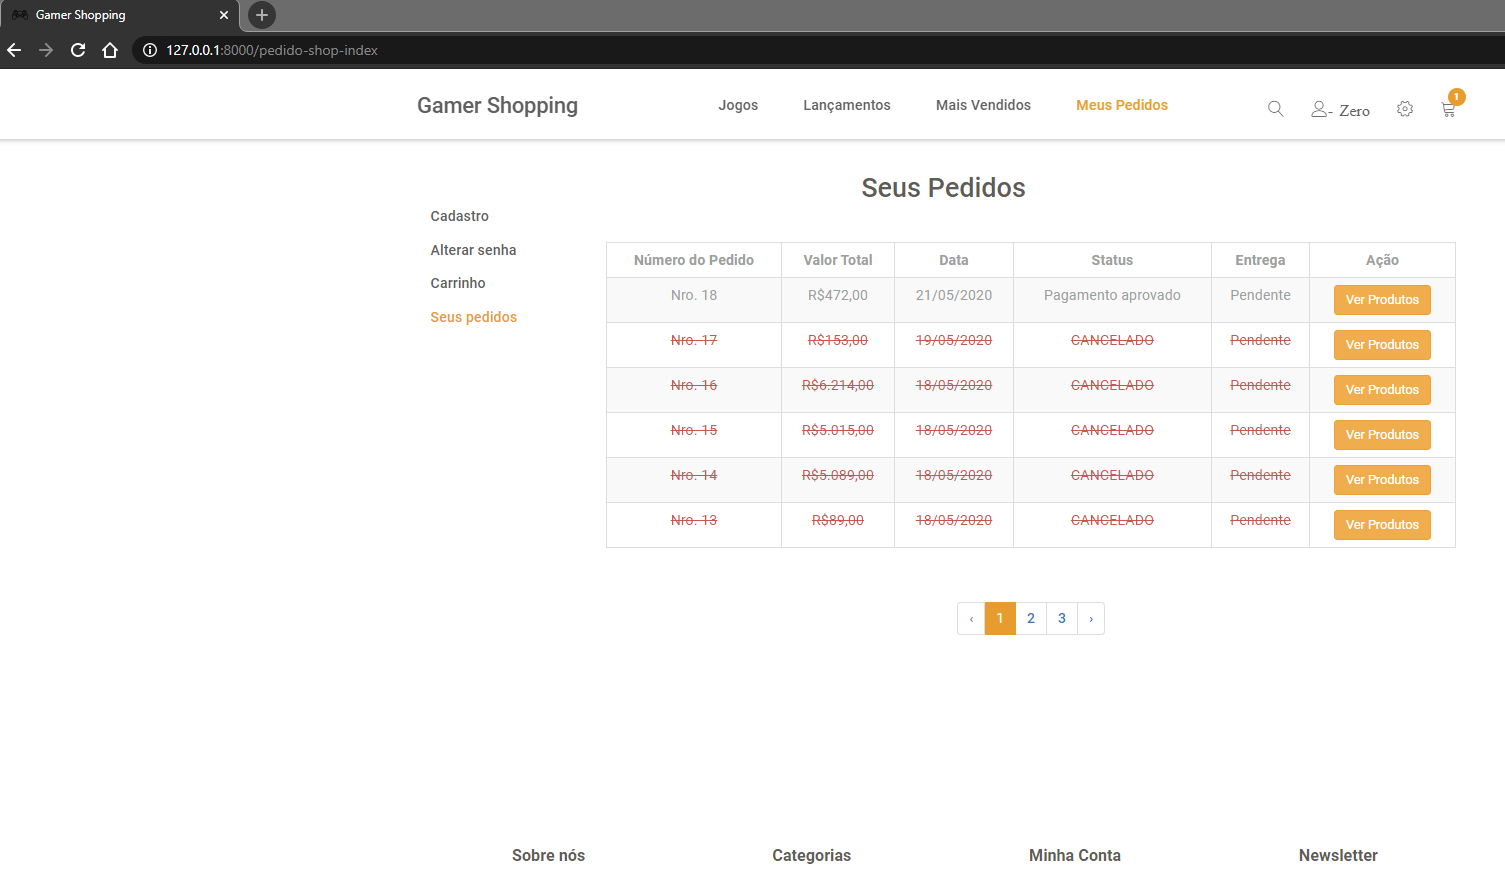 Gamer Shopping
127.0.0.1:8000/pedido-shop-index
Gamer Shopping Jogos Lançamentos Mais Vendidos Meus Pedidos - Zero 1
Seus Pedidos
Cadastro
Alterar senha
Carrinho
Seus pedidos
Número do Pedido Valor Total Data Status Entrega Ação
Nro. 18 R$472,00 21/05/2020 Pagamento aprovado Pendente Ver Produtos
Nro. 17 R$153,00 19/05/2020 CANCELADO Pendente Ver Produtos
Nro. 16 R$6.214,00 18/05/2020 CANCELADO Pendente Ver Produtos
Nro. 15 R$5.015,00 18/05/2020 CANCELADO Pendente Ver Produtos
Nro. 14 R$5.089,00 18/05/2020 CANCELADO Pendente Ver Produtos
Nro. 13 R$89,00 18/05/2020 CANCELADO Pendente Ver Produtos
‹ 1 2 3 ›
Sobre nós Categorias Minha Conta Newsletter